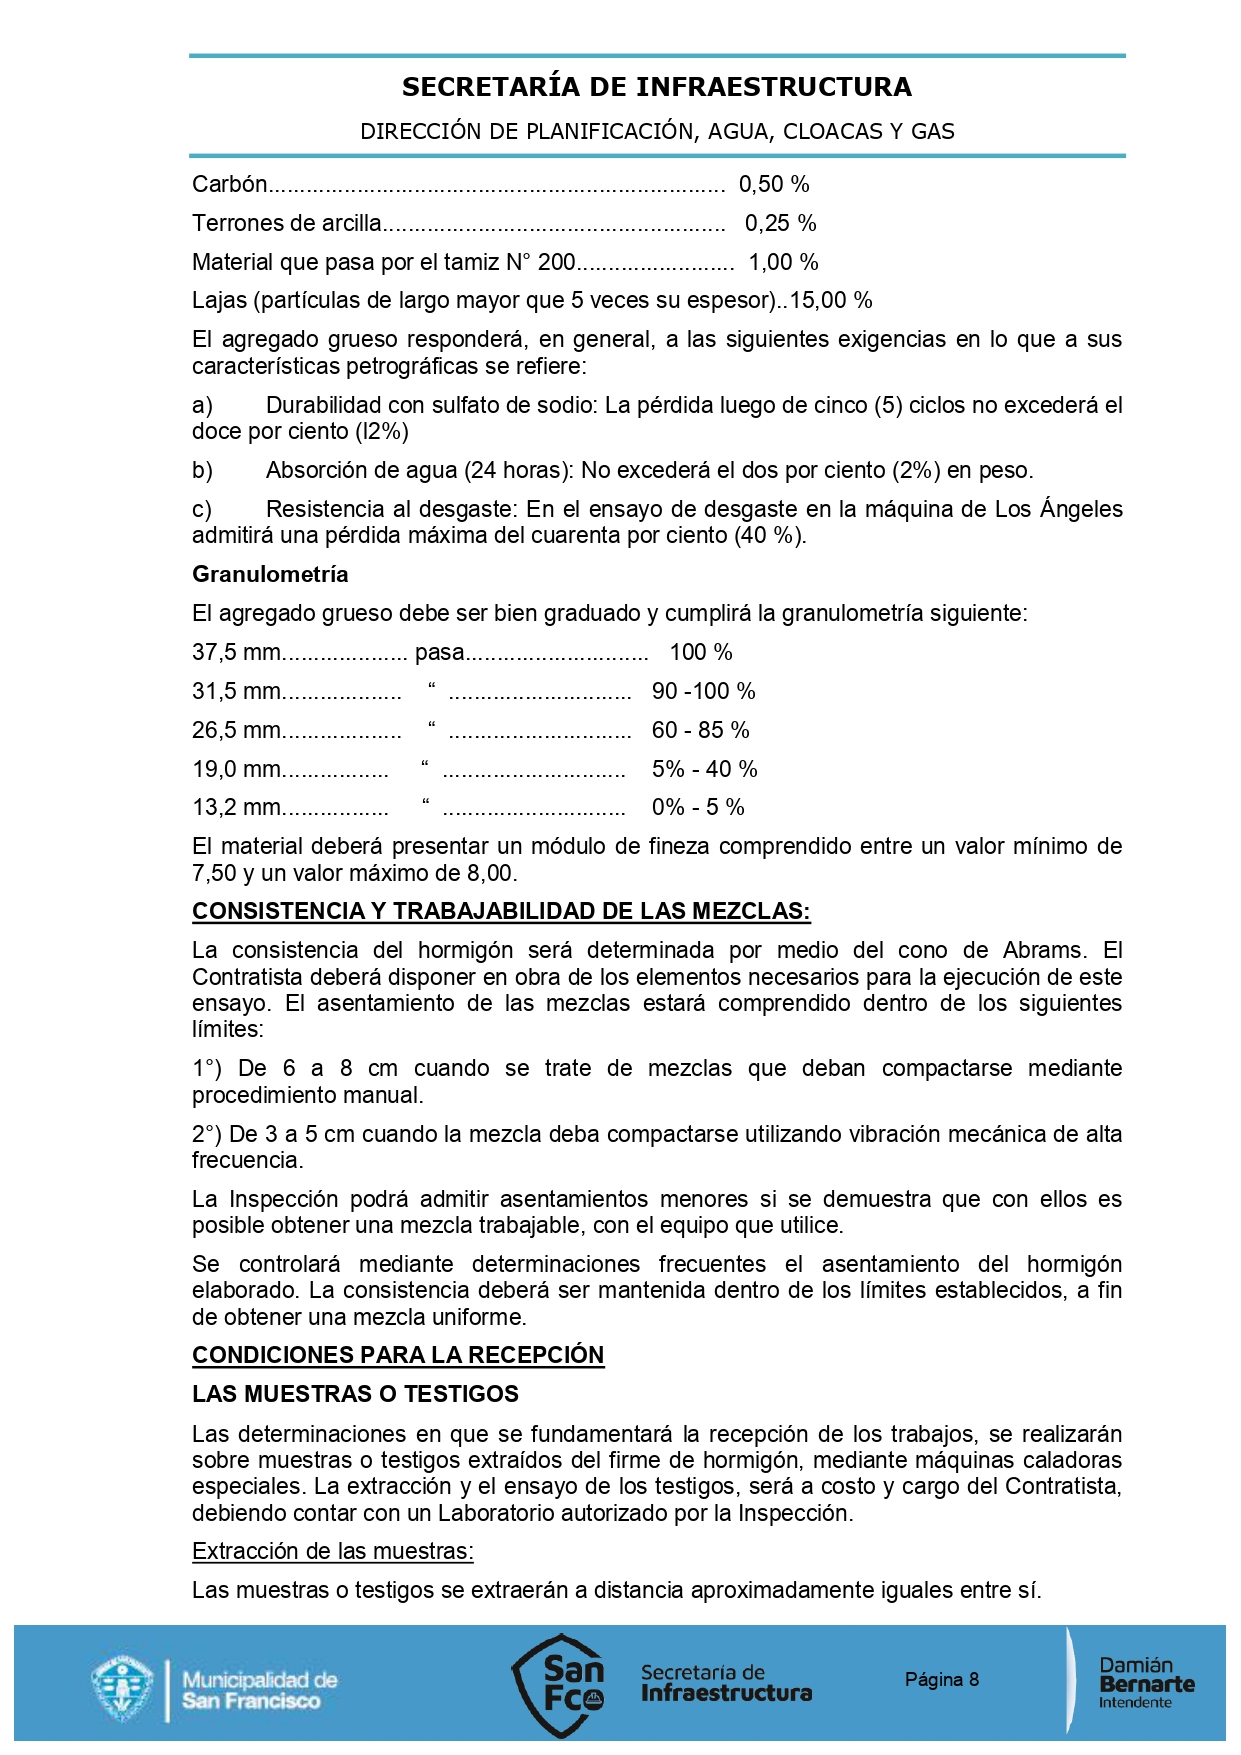 SECRETARÍA DE INFRAESTRUCTURA
DIRECCIÓN DE PLANIFICACIÓN, AGUA, CLOACAS Y GAS
Carbón........................................................................ 0,50 %
Terrones de arcilla...................................................... 0,25 %
Material que pasa por el tamiz N° 200......................... 1,00 %
Lajas (partículas de largo mayor que 5 veces su espesor)..15,00 %
El agregado grueso responderá, en general, a las siguientes exigencias en lo que a sus
características petrográficas se refiere:
a) Durabilidad con sulfato de sodio: La pérdida luego de cinco (5) ciclos no excederá el
doce por ciento (I2%)
b) Absorción de agua (24 horas): No excederá el dos por ciento (2%) en peso.
c) Resistencia al desgaste: En el ensayo de desgaste en la máquina de Los Ángeles
admitirá una pérdida máxima del cuarenta por ciento (40 %).
Granulometría
El agregado grueso debe ser bien graduado y cumplirá la granulometría siguiente:
37,5 mm.................... pasa............................. 100 %
31,5 mm................... “ ............................. 90 -100 %
26,5 mm................... “ ............................. 60 - 85 %
19,0 mm................. “ ............................. 5% - 40 %
13,2 mm................. “ ............................. 0% - 5 %
El material deberá presentar un módulo de fineza comprendido entre un valor mínimo de
7,50 y un valor máximo de 8,00.
CONSISTENCIA Y TRABAJABILIDAD DE LAS MEZCLAS:
La consistencia del hormigón será determinada por medio del cono de Abrams. El
Contratista deberá disponer en obra de los elementos necesarios para la ejecución de este
ensayo. El asentamiento de las mezclas estará comprendido dentro de los siguientes
límites:
1°) De 6 a 8 cm cuando se trate de mezclas que deban compactarse mediante
procedimiento manual.
2°) De 3 a 5 cm cuando la mezcla deba compactarse utilizando vibración mecánica de alta
frecuencia.
La Inspección podrá admitir asentamientos menores si se demuestra que con ellos es
posible obtener una mezcla trabajable, con el equipo que utilice.
Se controlará mediante determinaciones frecuentes el asentamiento del hormigón
elaborado. La consistencia deberá ser mantenida dentro de los límites establecidos, a fin
de obtener una mezcla uniforme.
CONDICIONES PARA LA RECEPCIÓN
LAS MUESTRAS O TESTIGOS
Las determinaciones en que se fundamentará la recepción de los trabajos, se realizarán
sobre muestras o testigos extraídos del firme de hormigón, mediante máquinas caladoras
especiales. La extracción y el ensayo de los testigos, será a costo y cargo del Contratista,
debiendo contar con un Laboratorio autorizado por la Inspección.
Extracción de las muestras:
Las muestras o testigos se extraerán a distancia aproximadamente iguales entre sí.
Municipalidad de
San Francisco
San
Fco
Secretaría de
Infraestructura
Página 8
Damián
Bernarte
Intendente